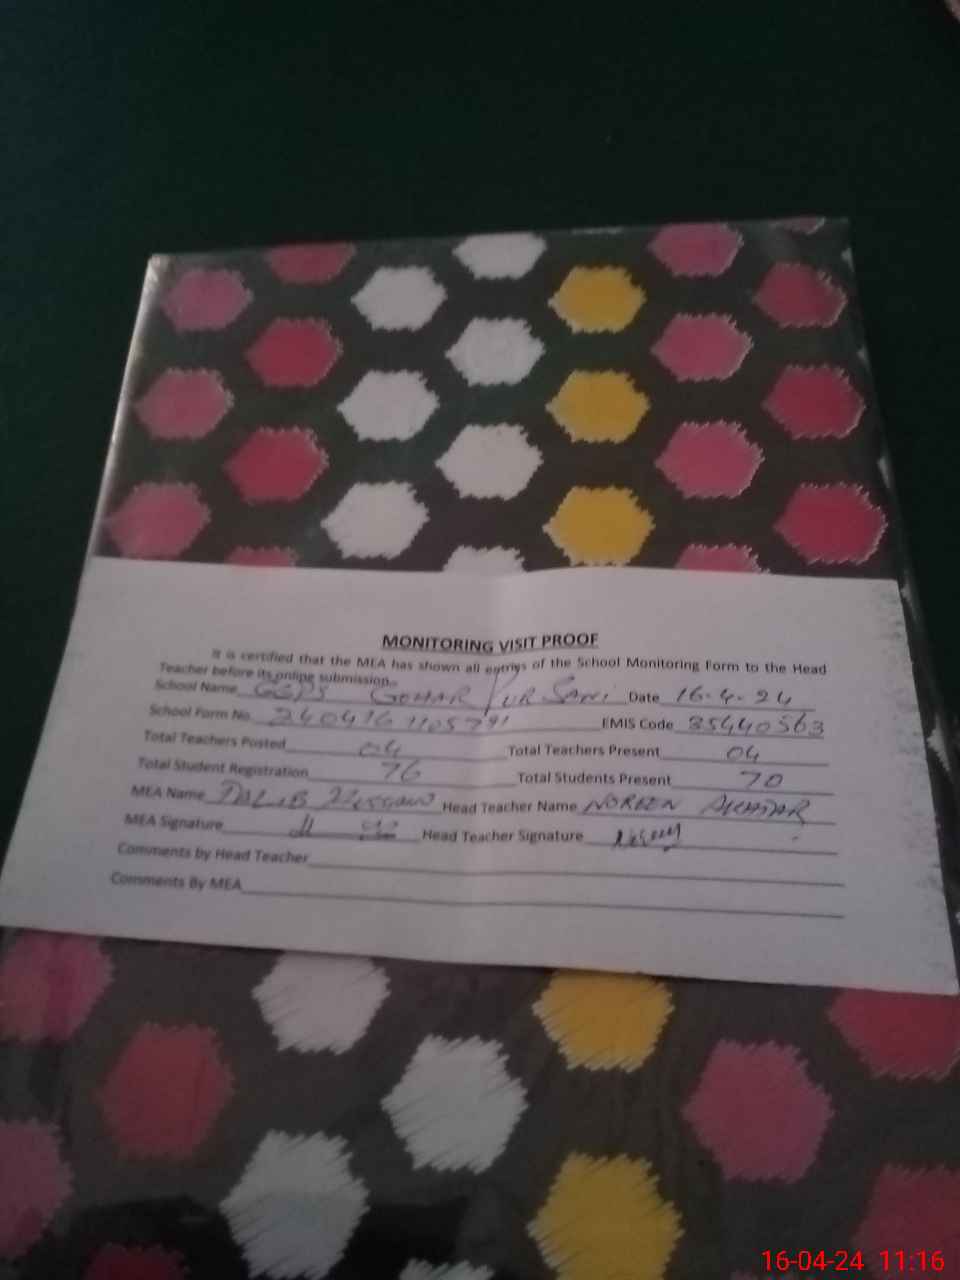 MONITORING VISIT PROOF
It is certified that the MEA has shown all entries of the School Monitoring Form to the Head
Teacher before its online submission.
School Name GGPS GOHAR PUR SANI Date 16-4-24
School Form No. EMIS Code 35440563
Total Teachers Posted 04 Total Teachers Present 04
Total Student Registration 76 Total Students Present 70
MEA Name Head Teacher Name NOREEN AKHTAR
MEA Signature Head Teacher Signature
Comments by Head Teacher
Comments By MEA
16-04-24 11:16